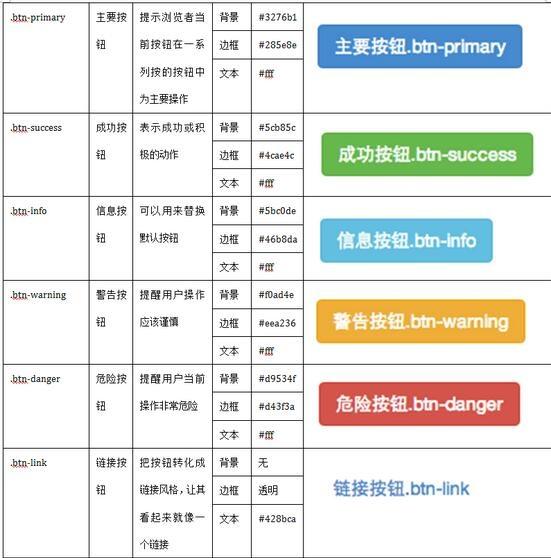 .btn-primary
主要按
钮
提示浏览者当
前按钮在一系
列按的按钮中
为主要操作
背景
#3276b1
边框
#285e8e
文本
#fff
主要按钮.btn-primary
.btn-success
成功按
钮
表示成功或积
极的动作
背景
#5cb85c
边框
#4cae4c
文本
#fff
成功按钮.btn-success
.btn-info
信息按
钮
可以用来替换
默认按钮
背景
#5bc0de
边框
#46b8da
文本
#fff
信息按钮.btn-info
.btn-warning
警告按
钮
提醒用户操作
应该谨慎
背景
#f0ad4e
边框
#eea236
文本
#fff
警告按钮.btn-warning
.btn-danger
危险按
钮
提醒用户当前
操作非常危险
背景
#d9534f
边框
#d43f3a
文本
#fff
危险按钮.btn-danger
.btn-link
链接按
钮
把按钮转化成
链接风格，让其
看起来就像一
个链接
背景
无
边框
透明
文本
#428bca
链接按钮.btn-link